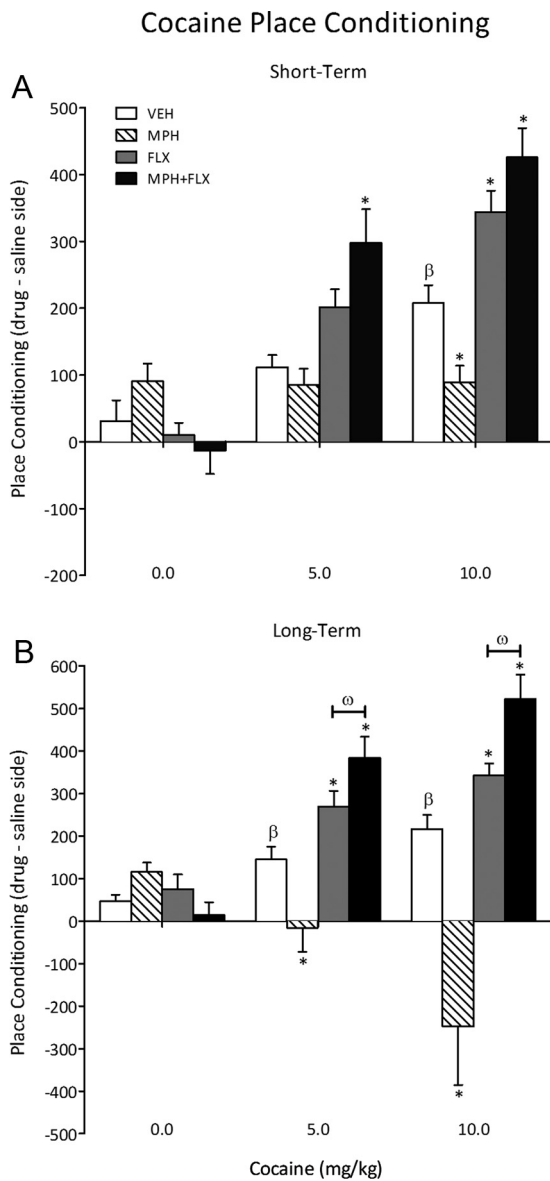 Cocaine Place Conditioning
Short-Term
A
500
400
300
200
100
0
-100
-200
Place Conditioning (drug - saline side)
VEH
MPH
FLX
MPH+FLX
*
β
*
*
*
0.0 5.0 10.0
Long-Term
B
600
500
400
300
200
100
0
-100
-200
-300
-400
-500
Place Conditioning (drug - saline side)
β
*
*
ω
*
β
*
*
ω
*
0.0 5.0 10.0
Cocaine (mg/kg)